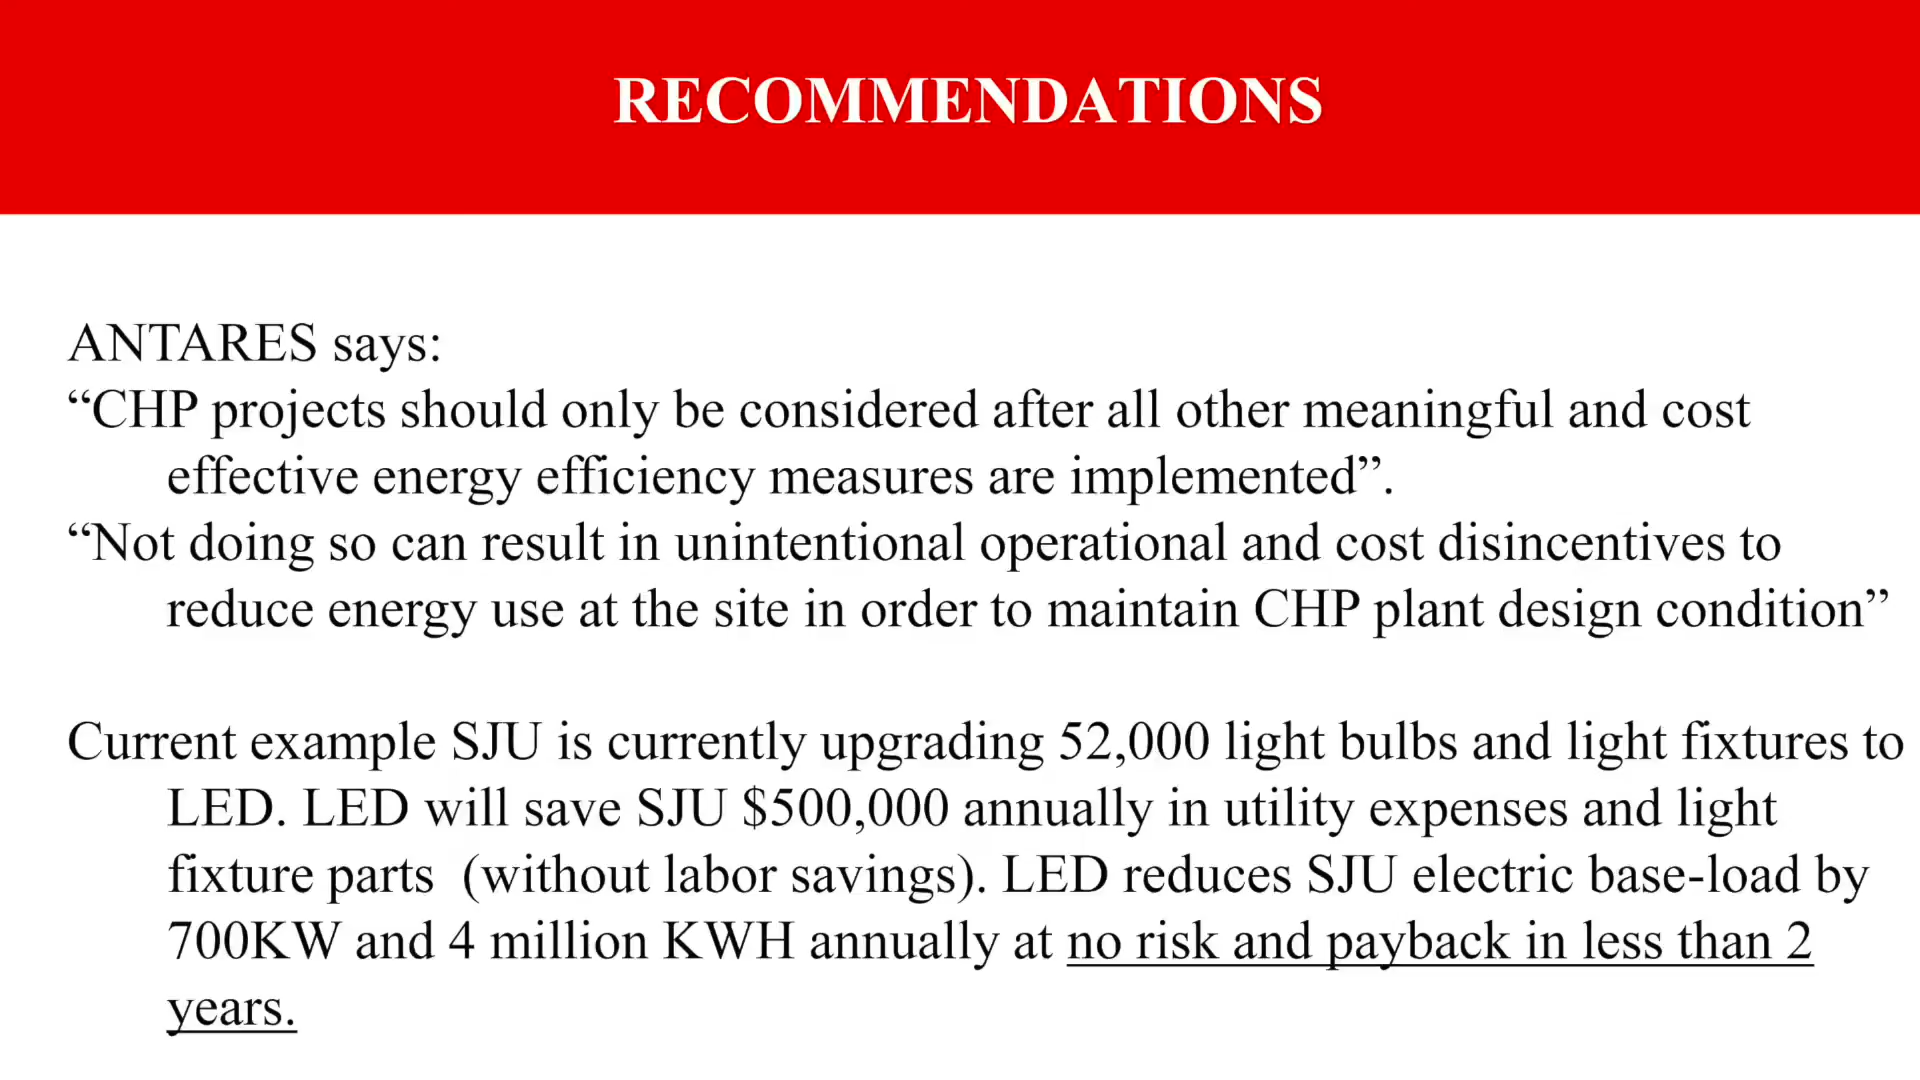 RECOMMENDATIONS
ANTARES says:
“CHP projects should only be considered after all other meaningful and cost
effective energy efficiency measures are implemented”.
“Not doing so can result in unintentional operational and cost disincentives to
reduce energy use at the site in order to maintain CHP plant design condition”
Current example SJU is currently upgrading 52,000 light bulbs and light fixtures to
LED. LED will save SJU $500,000 annually in utility expenses and light
fixture parts  (without labor savings). LED reduces SJU electric base-load by
700KW and 4 million KWH annually at no risk and payback in less than 2
years.